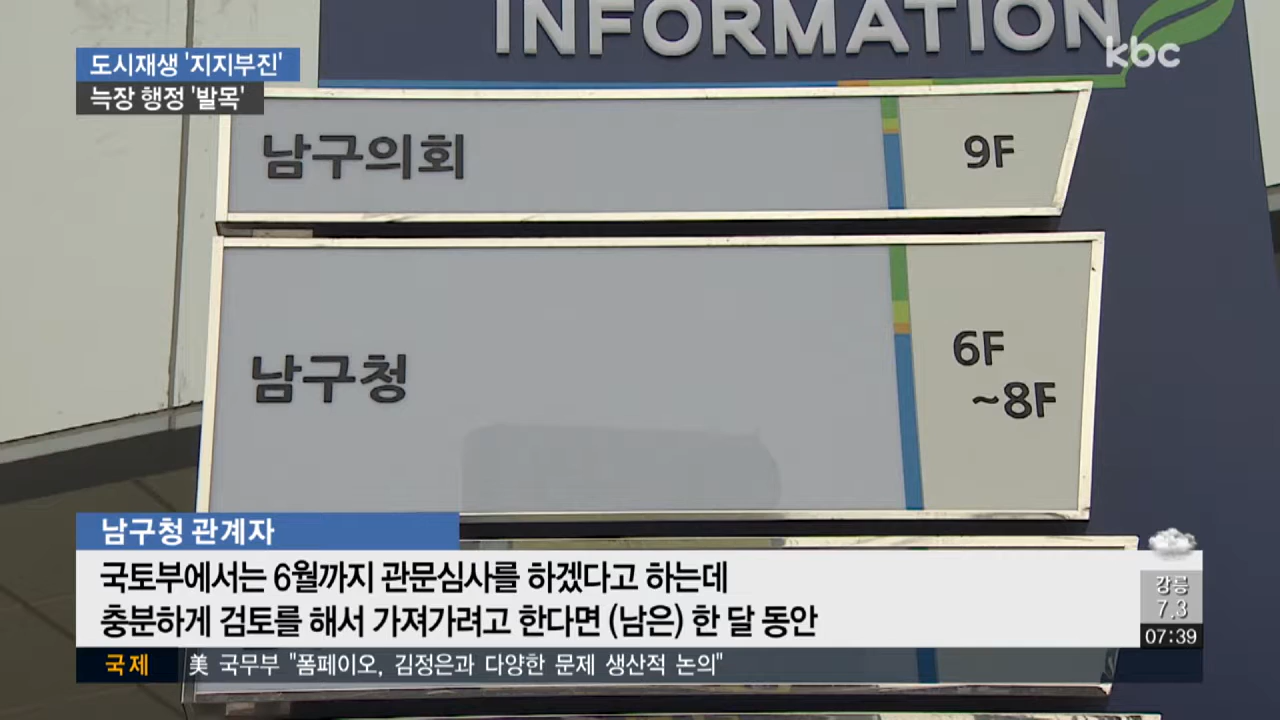 INFORMATION
kbc
도시재생 '지지부진'
늑장 행정 '발목'
남구의회 9F
남구청 6F
~8F
남구청 관계자
국토부에서는 6월까지 관문심사를 하겠다고 하는데
충분하게 검토를 해서 가져가려고 한다면 (남은) 한 달 동안
강릉
7.3
07:39
국제 美 국무부 "폼페이오, 김정은과 다양한 문제 생산적 논의"